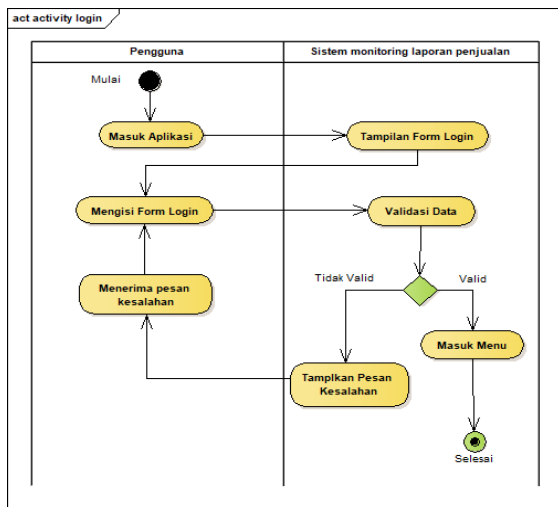 act activity login
Pengguna
Sistem monitoring laporan penjualan
Mulai
Masuk Aplikasi
Tampilan Form Login
Mengisi Form Login
Validasi Data
Tidak Valid
Valid
Menerima pesan
kesalahan
Masuk Menu
Tamplkan Pesan
Kesalahan
Selesai